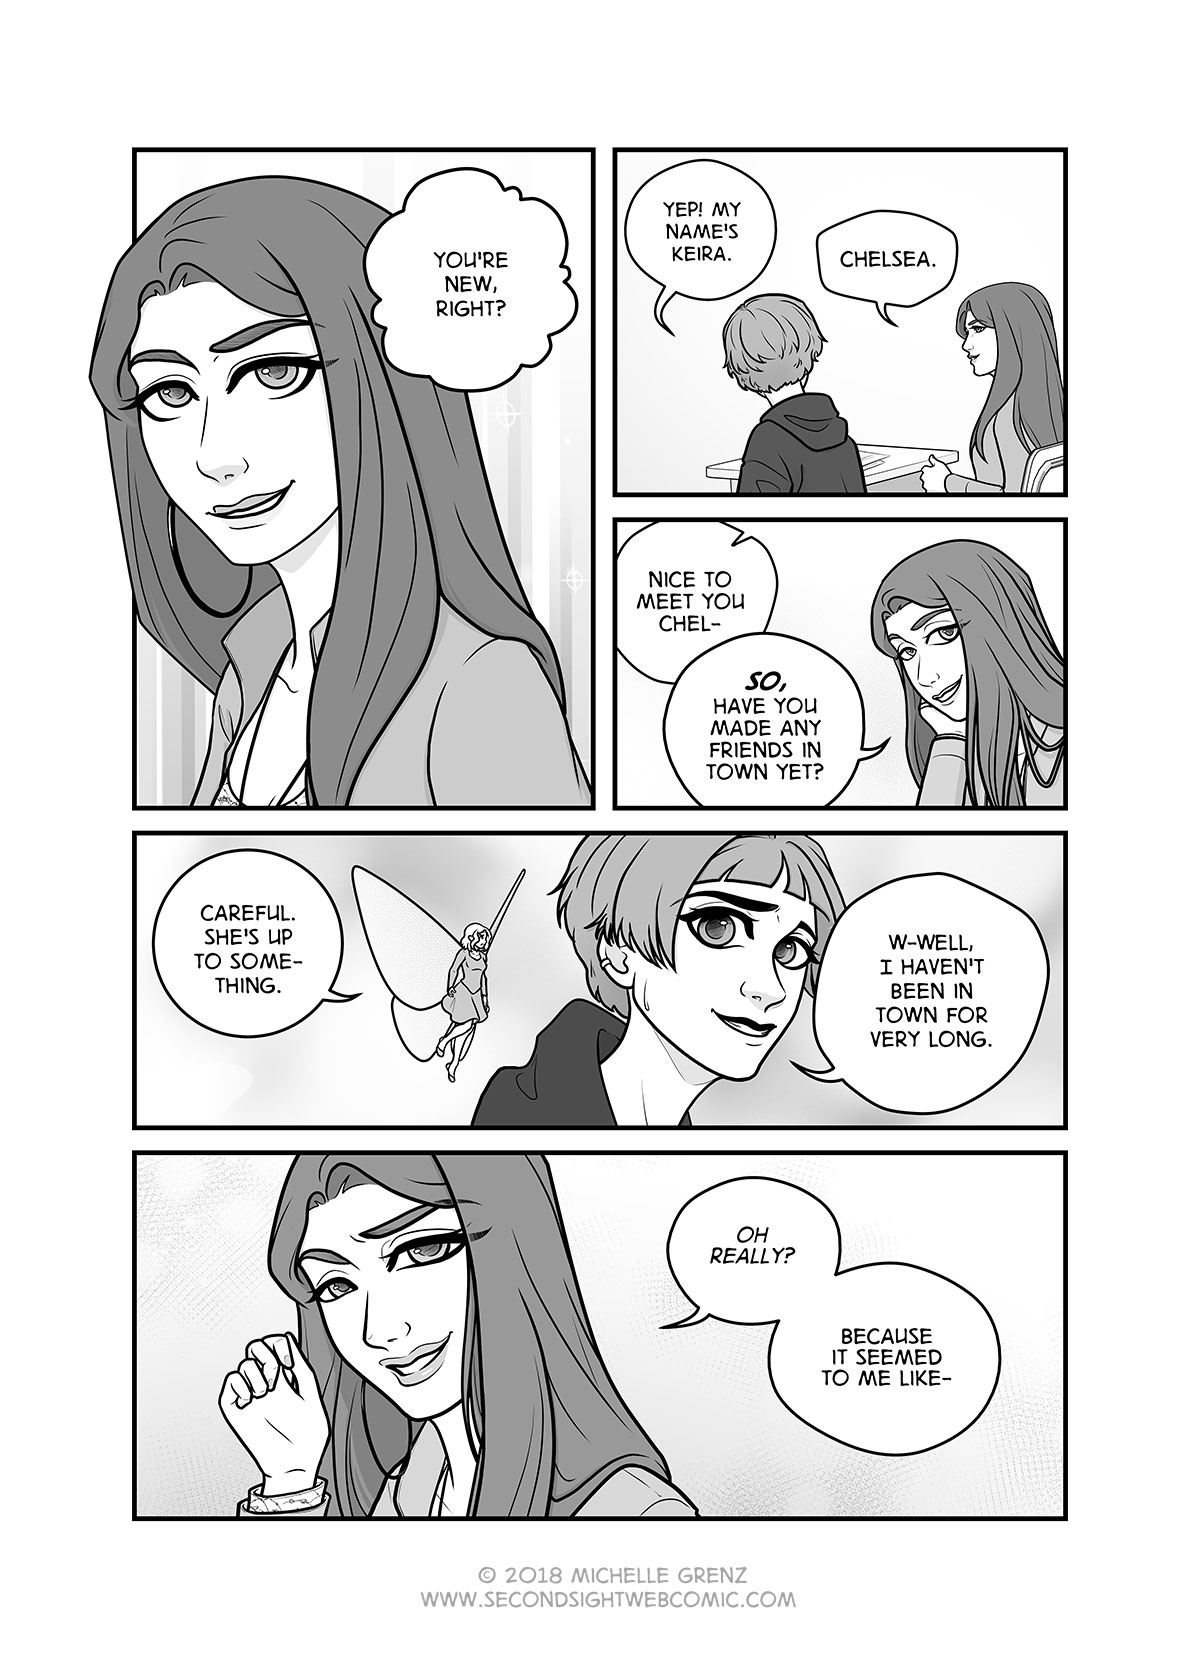 YOU'RE
NEW,
RIGHT?
YEP! MY
NAME'S
KEIRA.
CHELSEA.
NICE TO
MEET YOU
CHEL-
SO,
HAVE YOU
MADE ANY
FRIENDS IN
TOWN YET?
CAREFUL.
SHE'S UP
TO SOME-
THING.
W-WELL,
I HAVEN'T
BEEN IN
TOWN FOR
VERY LONG.
OH
REALLY?
BECAUSE
IT SEEMED
TO ME LIKE-
© 2018 MICHELLE GRENZ
WWW.SECONDSIGHTWEBCOMIC.COM